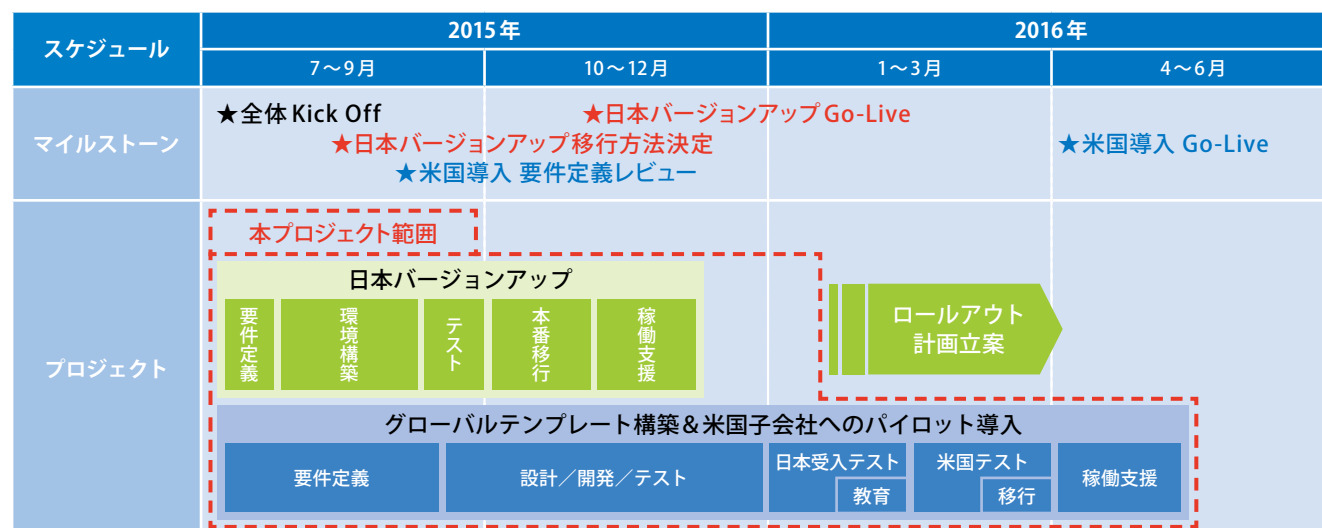 スケジュール
2015年
2016年
7〜9月
10〜12月
1〜3月
4〜6月
マイルストーン
★全体 Kick Off
★日本バージョンアップ Go-Live
★日本バージョンアップ移行方法決定
★米国導入 Go-Live
★米国導入 要件定義レビュー
プロジェクト
本プロジェクト範囲
日本バージョンアップ
要件定義
環境構築
テスト
本番移行
稼働支援
ロールアウト
計画立案
グローバルテンプレート構築&米国子会社へのパイロット導入
要件定義
設計/開発/テスト
日本受入テスト
教育
米国テスト
移行
稼働支援